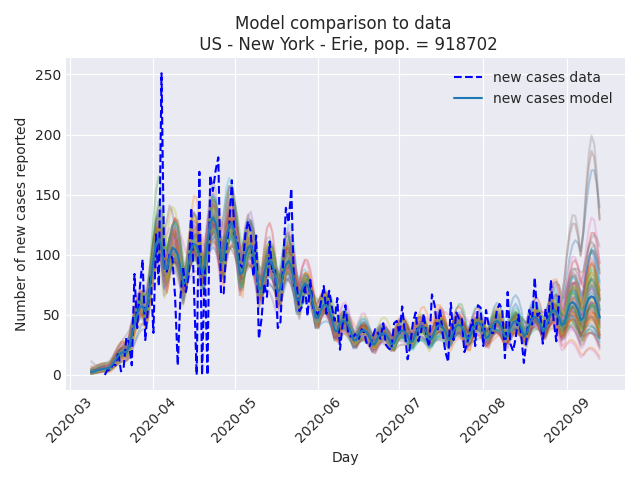 Model comparison to data
US - New York - Erie, pop. = 918702
new cases data
new cases model
Number of new cases reported
250
200
150
100
50
0
2020-03
2020-04
2020-05
2020-06
2020-07
2020-08
2020-09
Day